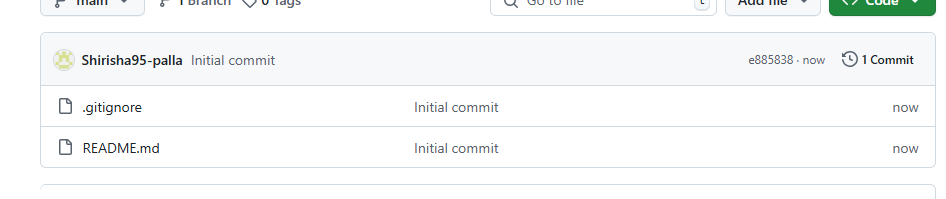 main 1 Branch 0 Tags Go to file t Add file Code
Shirisha95-palla Initial commit e885838 · now 1 Commit
.gitignore Initial commit now
README.md Initial commit now